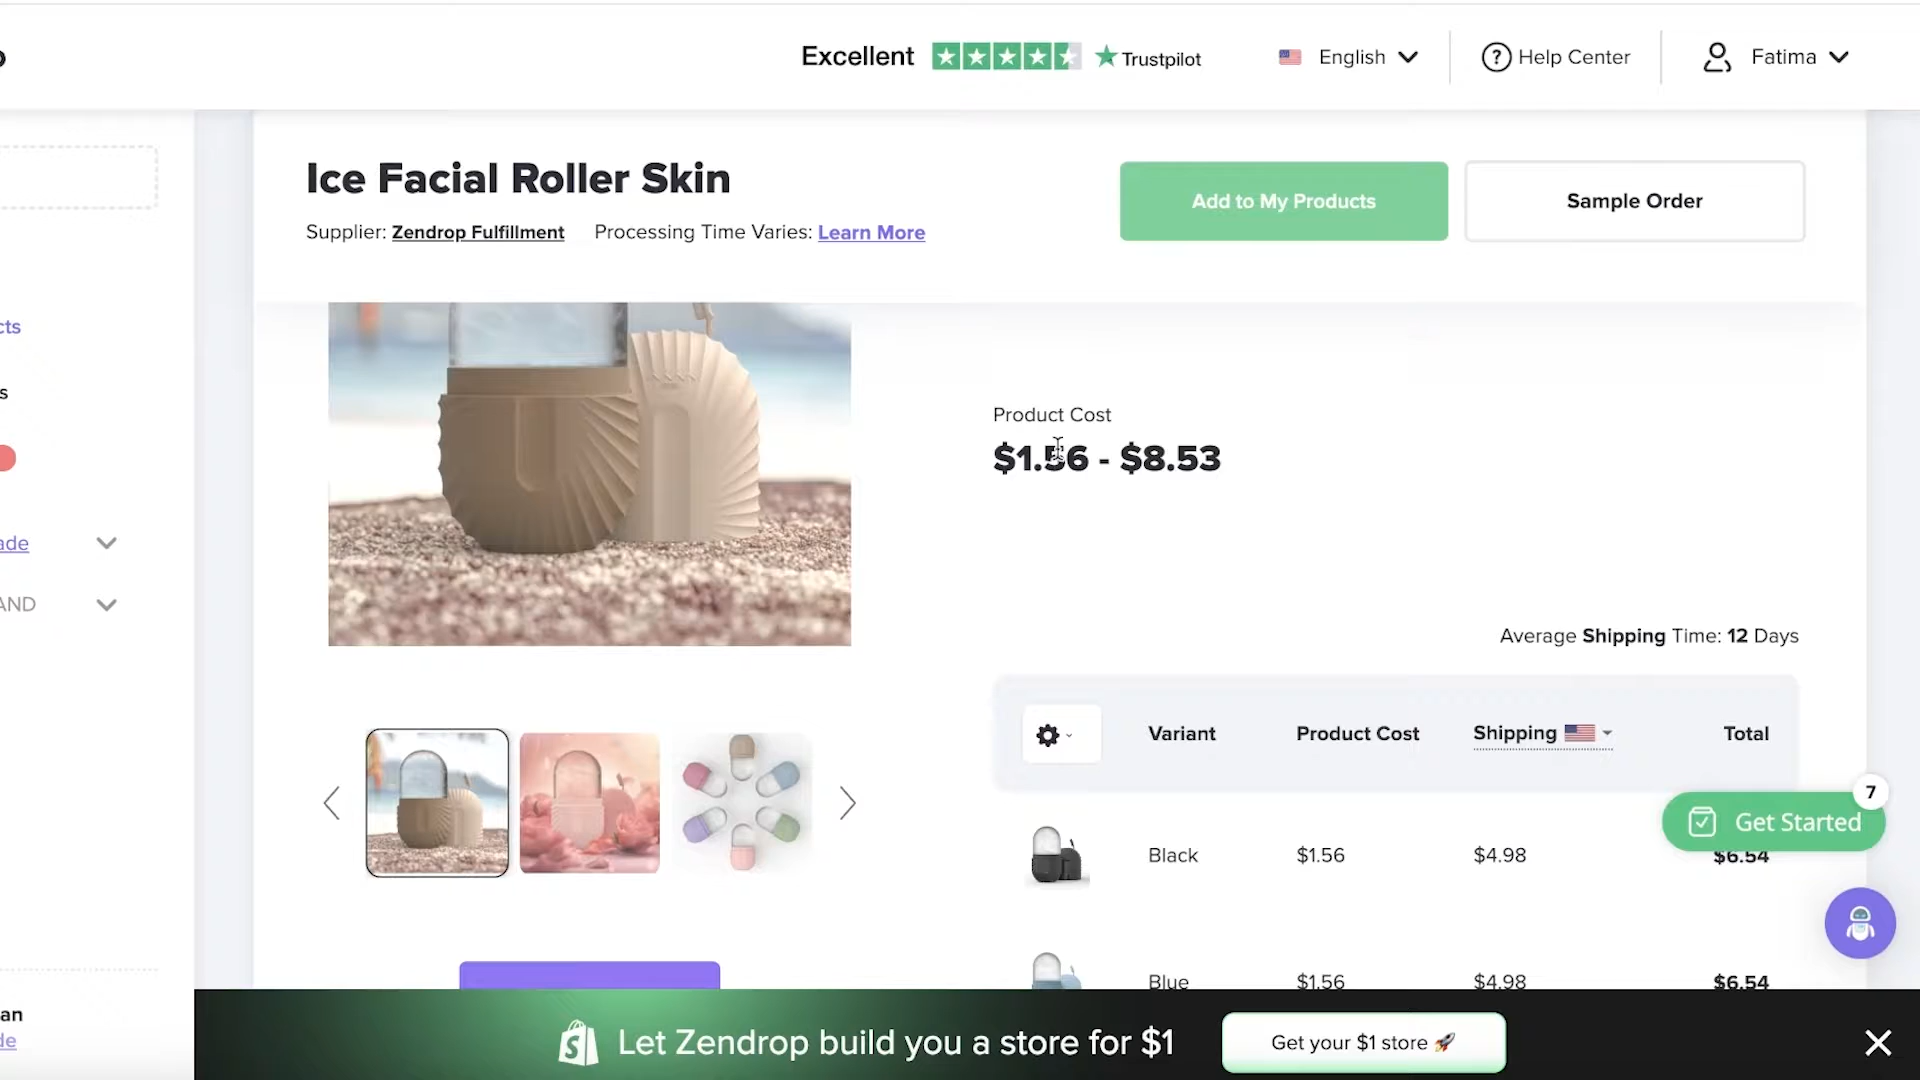 Excellent Trustpilot English Help Center Fatima
Ice Facial Roller Skin
Add to My Products
Sample Order
Supplier: Zendrop Fulfillment Processing Time Varies: Learn More
cts
s
ade
AND
Product Cost
$1.56 - $8.53
Average Shipping Time: 12 Days
Variant Product Cost Shipping Total
7
Get Started
Black $1.56 $4.98 $6.54
Blue $1.56 $4.98 $6.54
an
de
Let Zendrop build you a store for $1
Get your $1 store 🚀